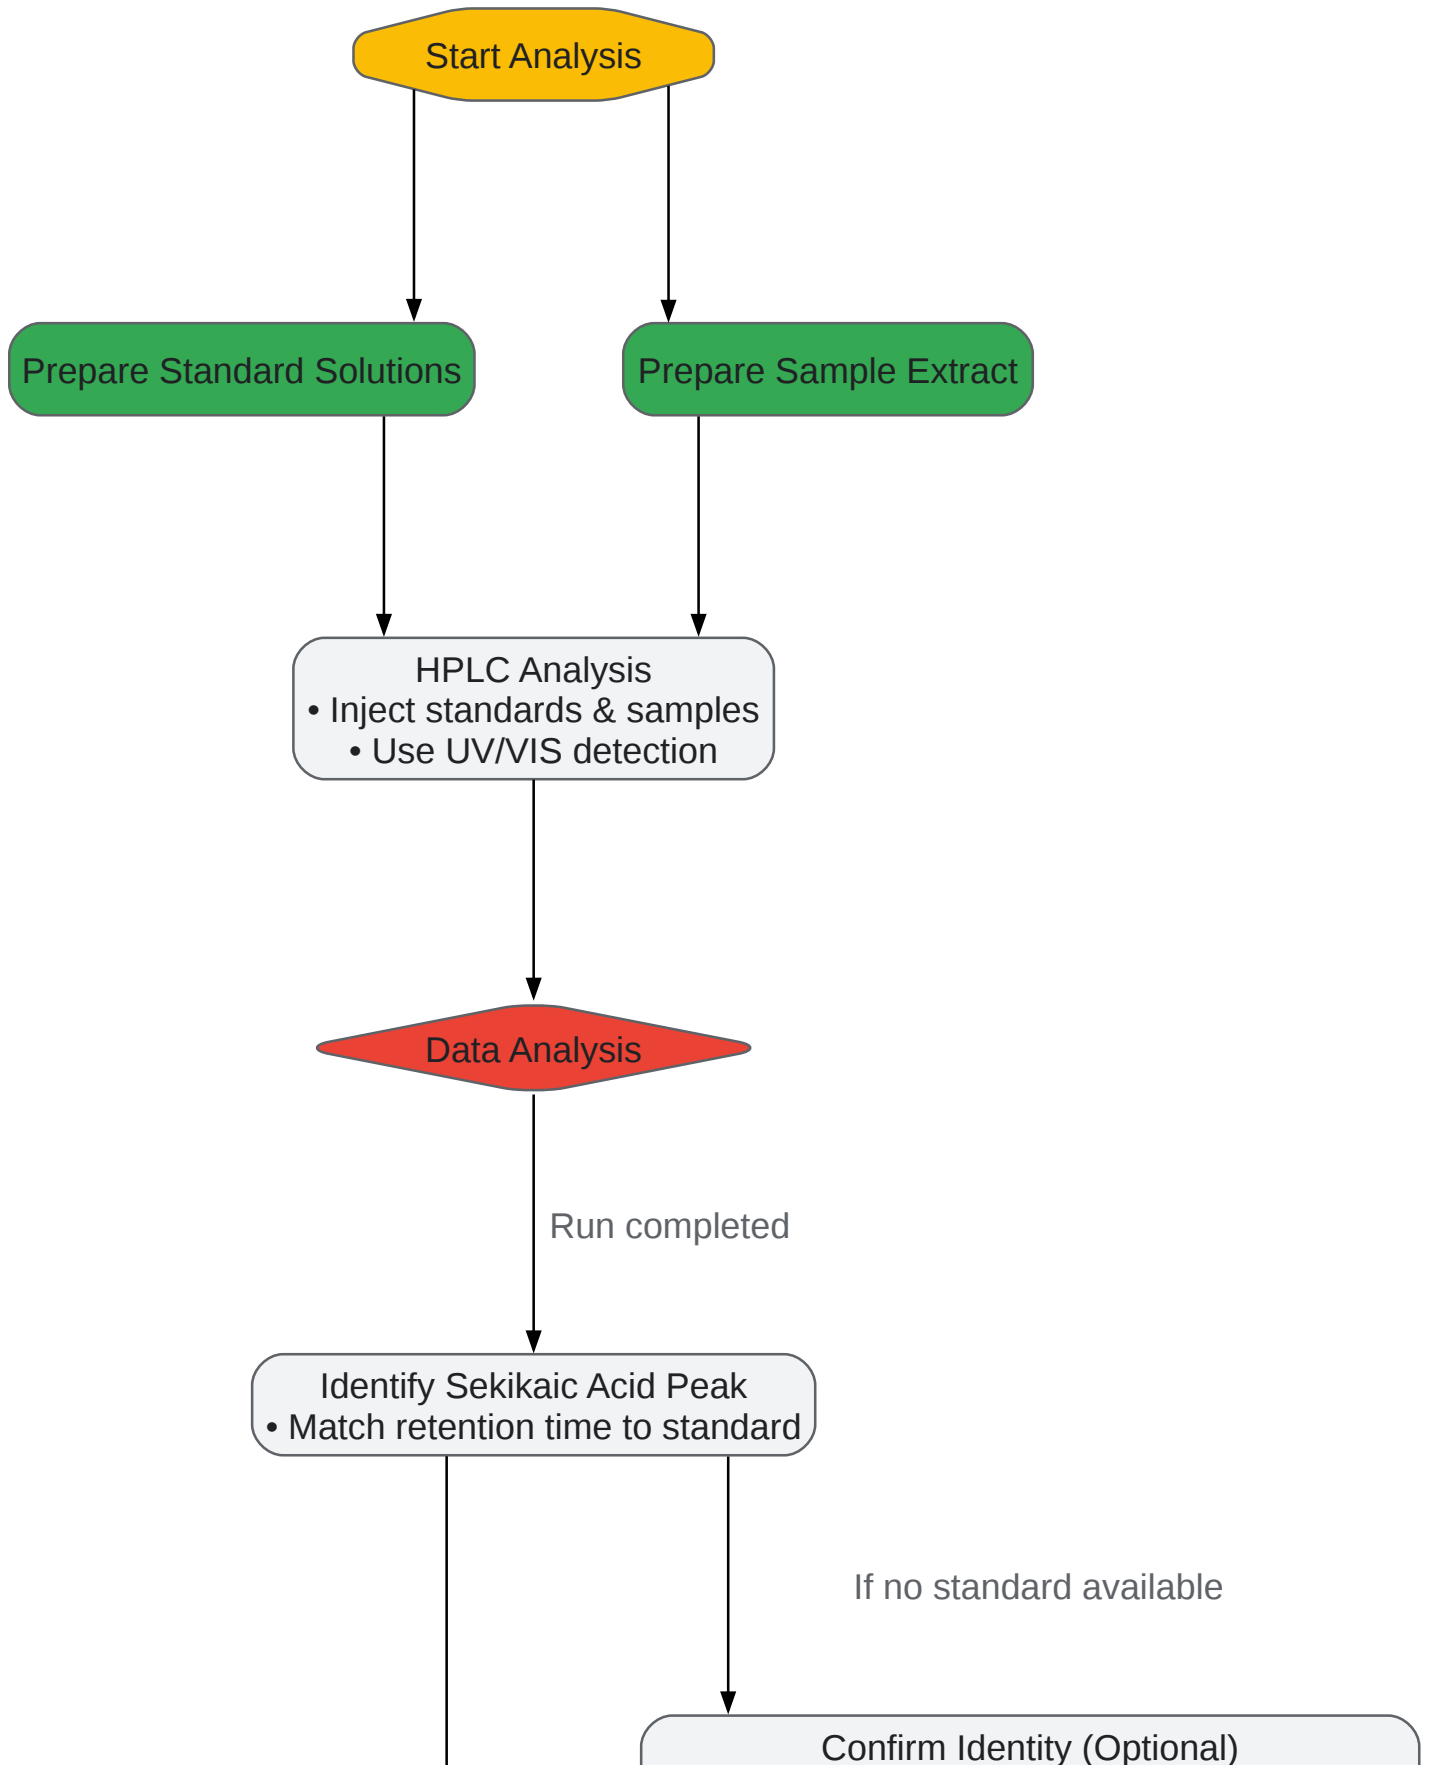 Start Analysis
Prepare Standard Solutions
Prepare Sample Extract
HPLC Analysis
• Inject standards & samples
• Use UV/VIS detection
Data Analysis
Run completed
Identify Sekikaic Acid Peak
• Match retention time to standard
If no standard available
Confirm Identity (Optional)